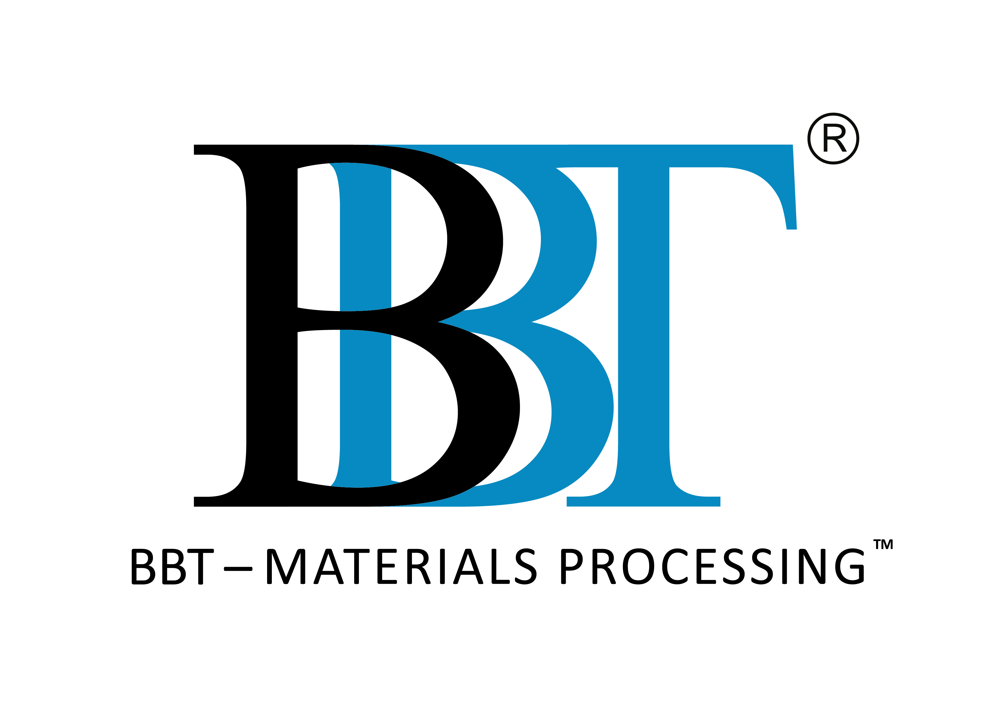 BBT®
BBT – MATERIALS PROCESSING™